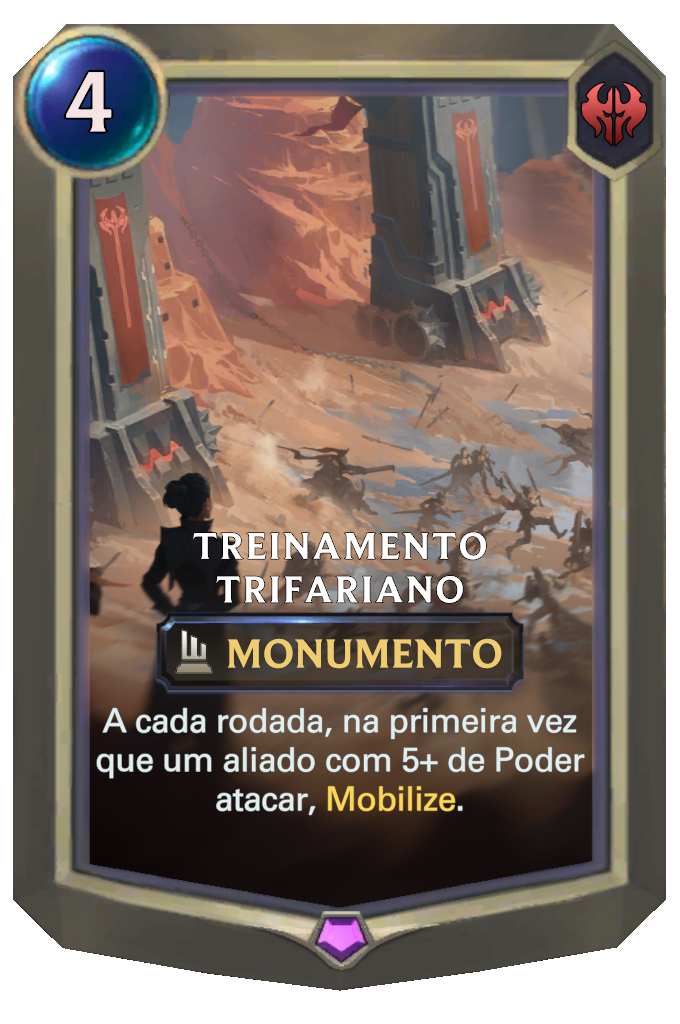 4
TREINAMENTO
TRIFARIANO
MONUMENTO
A cada rodada, na primeira vez
que um aliado com 5+ de Poder
atacar, Mobilize.